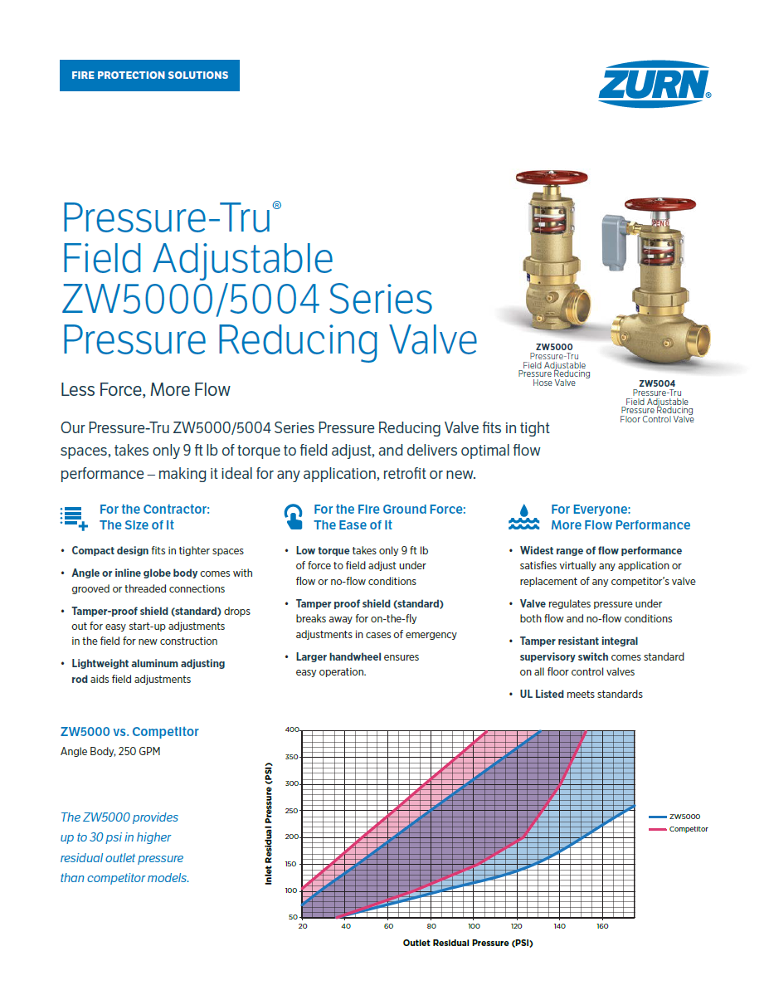 FIRE PROTECTION SOLUTIONS
ZURN®
Pressure-Tru®
Field Adjustable
ZW5000/5004 Series
Pressure Reducing Valve
Less Force, More Flow
OPEN
ZW5000
Pressure-Tru
Field Adjustable
Pressure Reducing
Hose Valve
ZW5004
Pressure-Tru
Field Adjustable
Pressure Reducing
Floor Control Valve
Our Pressure-Tru ZW5000/5004 Series Pressure Reducing Valve fits in tight
spaces, takes only 9 ft lb of torque to field adjust, and delivers optimal flow
performance – making it ideal for any application, retrofit or new.
For the Contractor:
The Size of It
• Compact design fits in tighter spaces
• Angle or inline globe body comes with
grooved or threaded connections
• Tamper-proof shield (standard) drops
out for easy start-up adjustments
in the field for new construction
• Lightweight aluminum adjusting
rod aids field adjustments
For the Fire Ground Force:
The Ease of It
• Low torque takes only 9 ft lb
of force to field adjust under
flow or no-flow conditions
• Tamper proof shield (standard)
breaks away for on-the-fly
adjustments in cases of emergency
• Larger handwheel ensures
easy operation.
For Everyone:
More Flow Performance
• Widest range of flow performance
satisfies virtually any application or
replacement of any competitor's valve
• Valve regulates pressure under
both flow and no-flow conditions
• Tamper resistant integral
supervisory switch comes standard
on all floor control valves
• UL Listed meets standards
ZW5000 vs. Competitor
Angle Body, 250 GPM
The ZW5000 provides
up to 30 psi in higher
residual outlet pressure
than competitor models.
Inlet Residual Pressure (PSI)
400
350
300
250
200
150
100
50
20 40 60 80 100 120 140 160
Outlet Residual Pressure (PSI)
ZW5000
Competitor